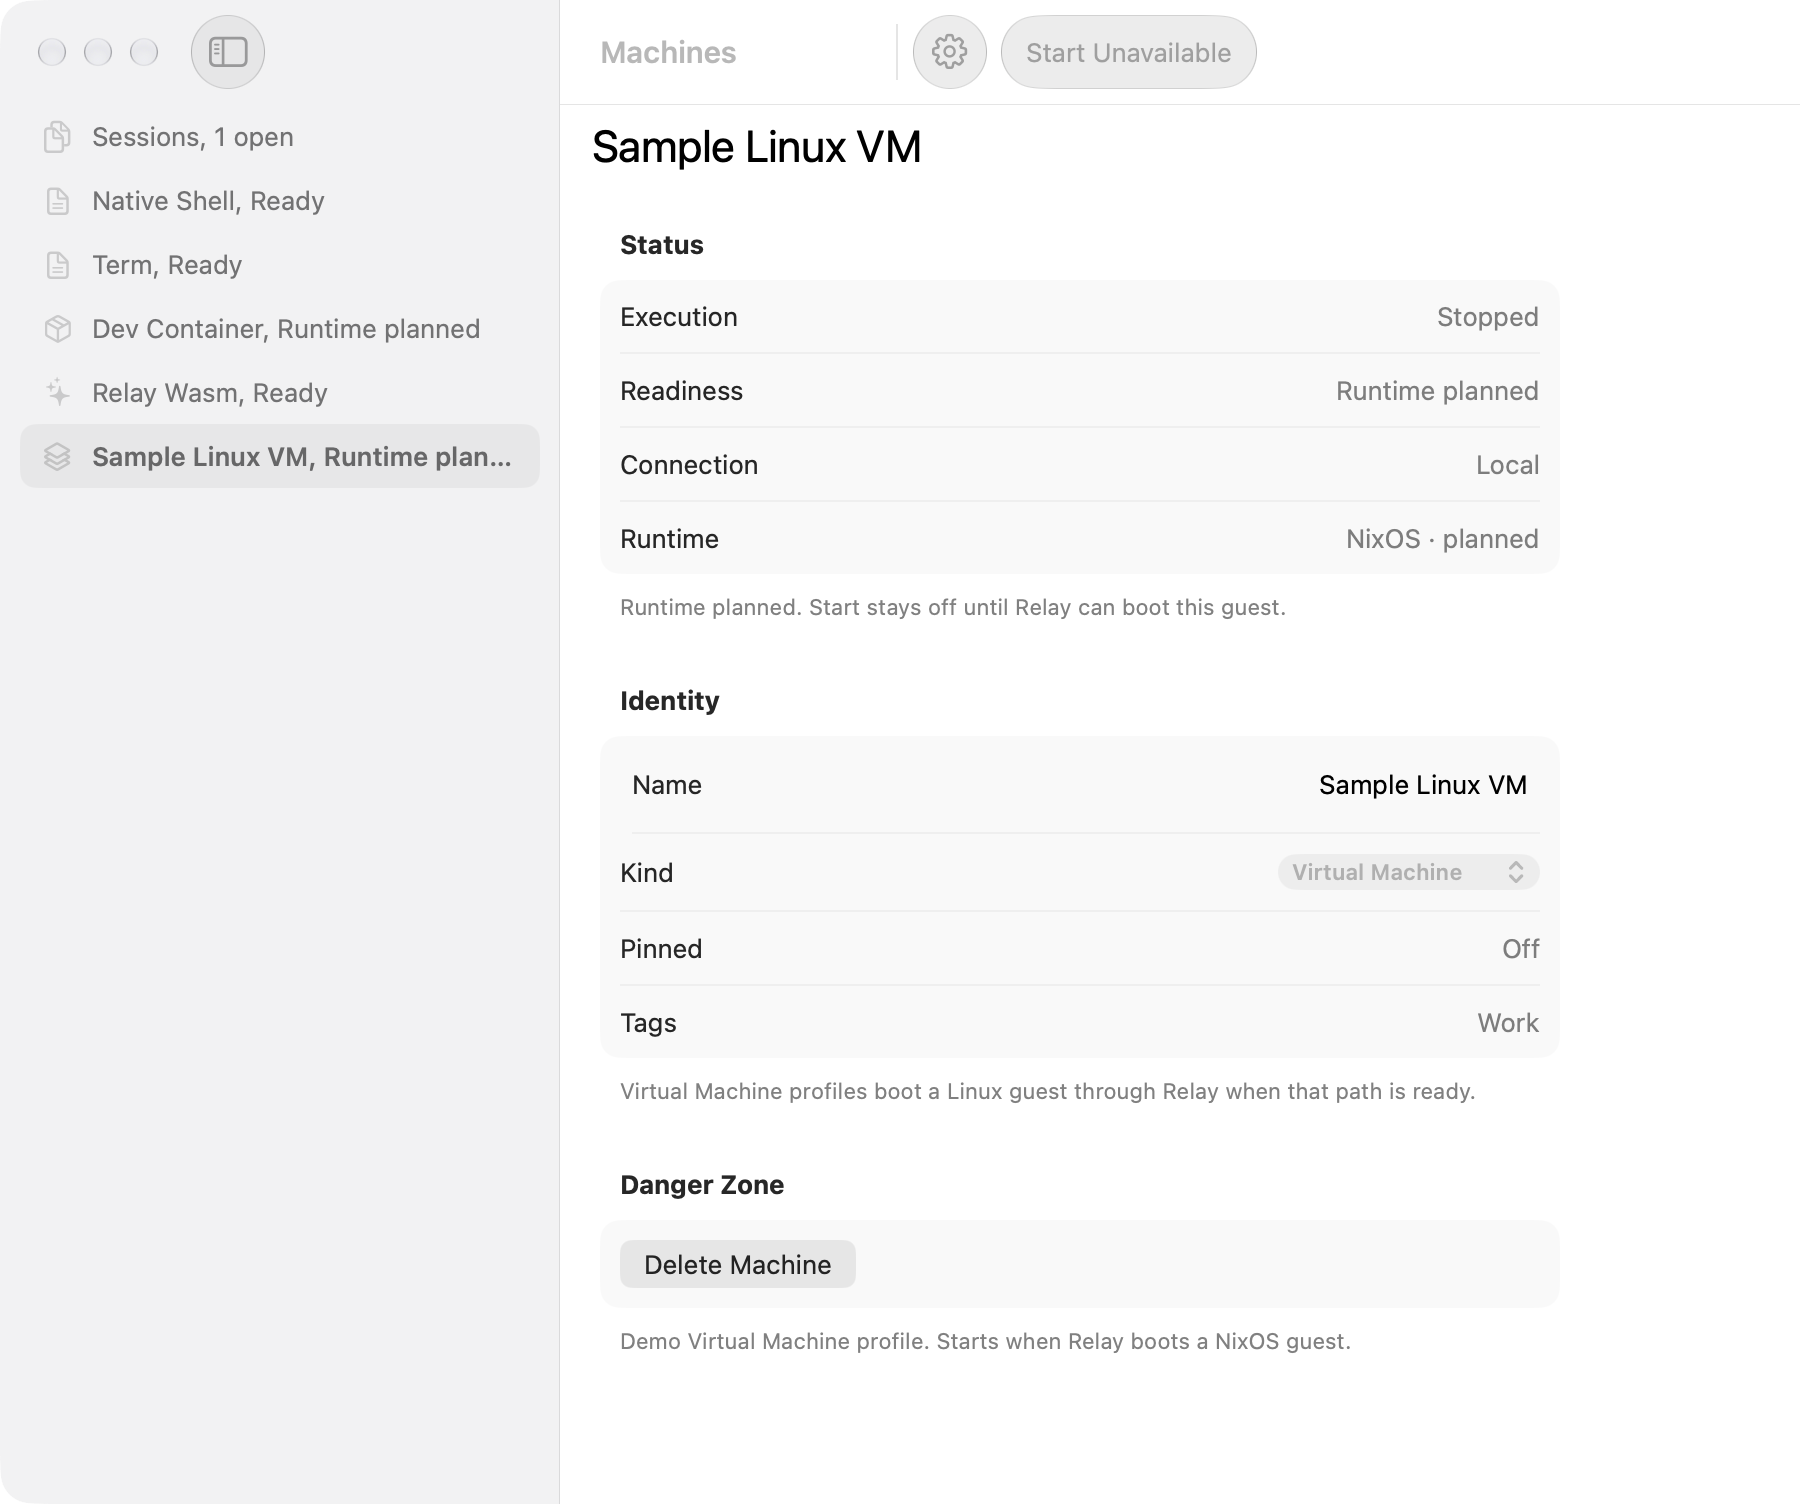 Machines
Start Unavailable
Sessions, 1 open
Native Shell, Ready
Term, Ready
Dev Container, Runtime planned
Relay Wasm, Ready
Sample Linux VM, Runtime plan...
Sample Linux VM
Status
Execution Stopped
Readiness Runtime planned
Connection Local
Runtime NixOS · planned
Runtime planned. Start stays off until Relay can boot this guest.
Identity
Name Sample Linux VM
Kind Virtual Machine
Pinned Off
Tags Work
Virtual Machine profiles boot a Linux guest through Relay when that path is ready.
Danger Zone
Delete Machine
Demo Virtual Machine profile. Starts when Relay boots a NixOS guest.